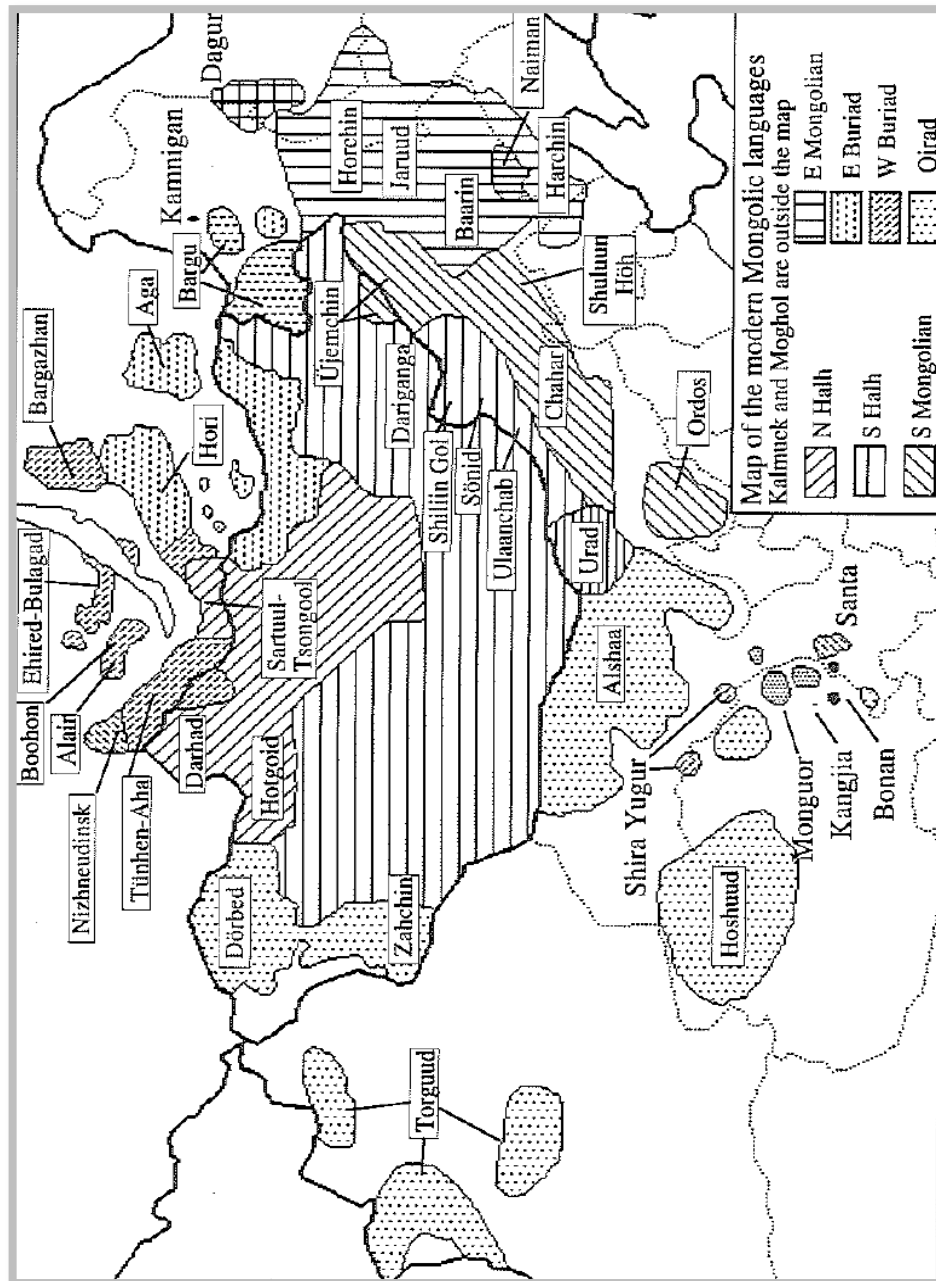 Bargazhan
Ehired-Bulagad
Boohon
Alair
Nizhneudinsk
Tünhen-Aha
Darhad
Hotgoid
Dörbed
Zahchin
Torguud
Hori
Aga
Sartuul-
Tsongool
Bargu
Kamnigan
Dagur
Üjemchin
Dariganga
Shiliin Gol
Sönid
Ulaanchab
Urad
Alshaa
Horchin
Jaruud
Baarin
Naiman
Harchin
Shuluun
Höh
Chahar
Ordos
Shira Yugur
Hoshuud
Monguor
Kangjia
Bonan
Santa
Map of the modern Mongolic languages
Kalmuck and Moghol are outside the map
N Halh
S Halh
S Mongolian
E Mongolian
E Buriad
W Buriad
Oirad